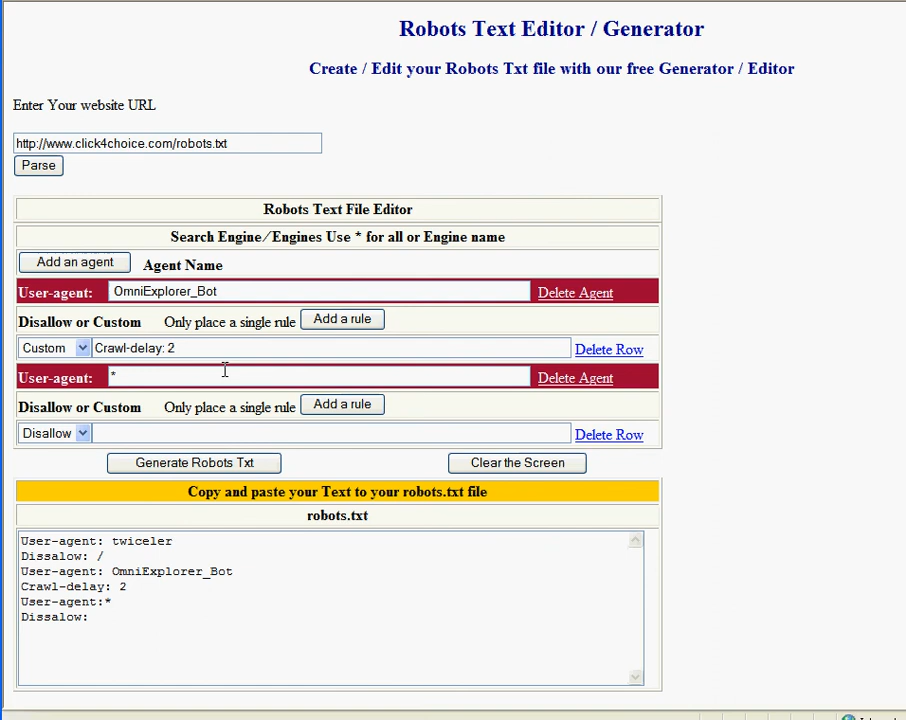 Robots Text Editor / Generator
Create / Edit your Robots Txt file with our free Generator / Editor
Enter Your website URL
http://www.click4choice.com/robots.txt
Parse
Robots Text File Editor
Search Engine/Engines Use * for all or Engine name
Add an agent Agent Name
User-agent: OmniExplorer_Bot Delete Agent
Disallow or Custom Only place a single rule Add a rule
Custom Crawl-delay: 2 Delete Row
User-agent: * Delete Agent
Disallow or Custom Only place a single rule Add a rule
Disallow Delete Row
Generate Robots Txt Clear the Screen
Copy and paste your Text to your robots.txt file
robots.txt
User-agent: twiceler
Dissalow: /
User-agent: OmniExplorer_Bot
Crawl-delay: 2
User-agent:*
Dissalow: